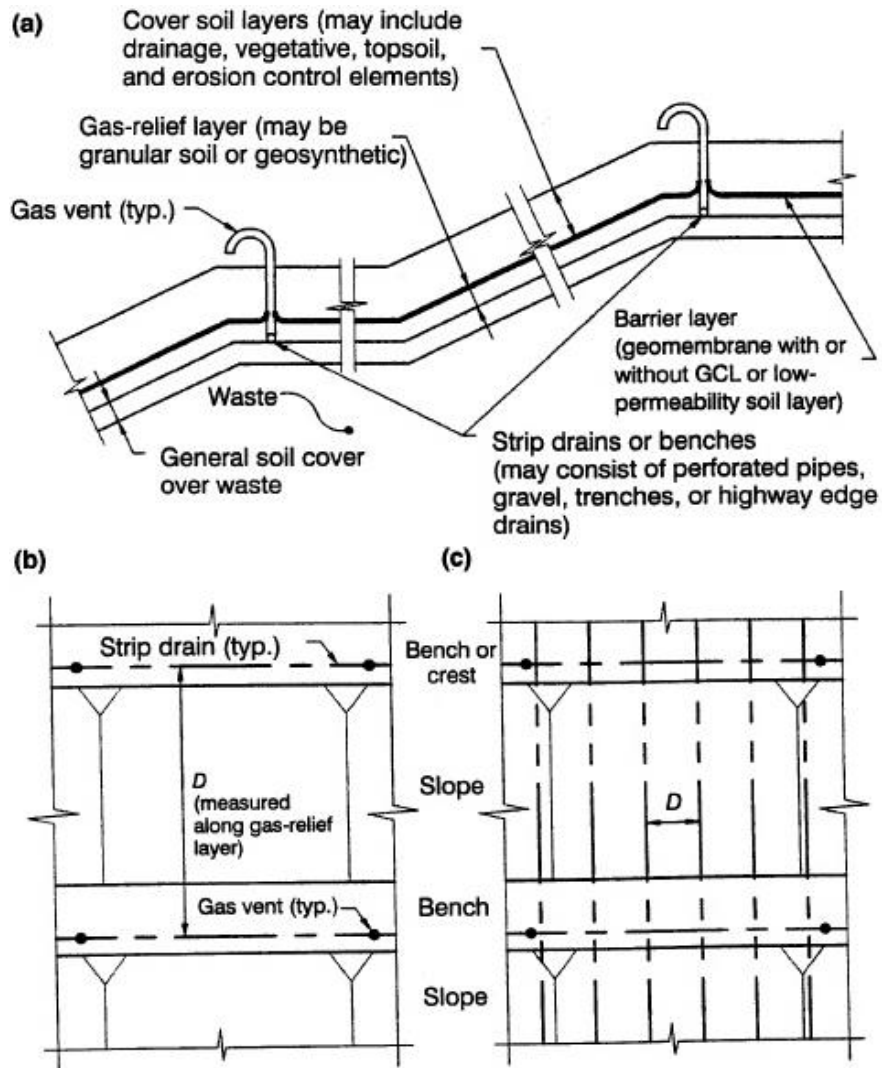 (a)
Cover soil layers (may include
drainage, vegetative, topsoil,
and erosion control elements)
Gas-relief layer (may be
granular soil or geosynthetic)
Gas vent (typ.)
Barrier layer
(geomembrane with or
without GCL or low-
permeability soil layer)
Waste
General soil cover
over waste
Strip drains or benches
(may consist of perforated pipes,
gravel, trenches, or highway edge
drains)
(b)
Strip drain (typ.)
D
(measured
along gas-relief
layer)
Gas vent (typ.)
Bench or
crest
Slope
Bench
Slope
(c)
D